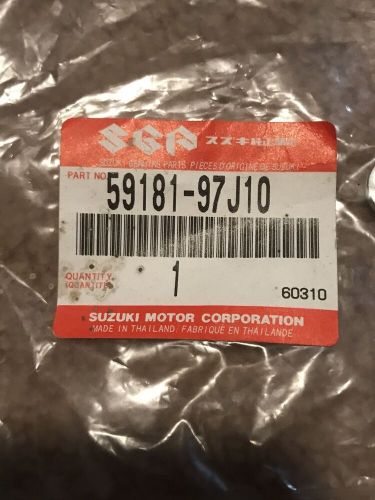 SGP スズキ純正部品
SUZUKI GENUINE PARTS PIECES D'ORIGINE DE SUZUKI
PART NO.
59181-97J10
QUANTITY
(QUANTITE)
1
60310
SUZUKI MOTOR CORPORATION
MADE IN THAILAND/FABRIQUÉ EN THAILANDE